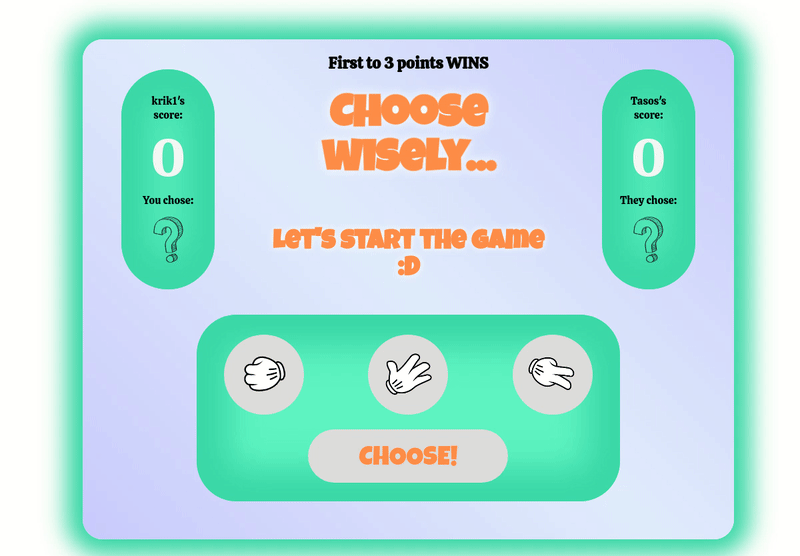 First to 3 points WINS
krik1's
score:
0
You chose:
?
CHOOSE
WISELY...
LET'S START THE GAME
:D
Tasos's
score:
0
They chose:
?
CHOOSE!